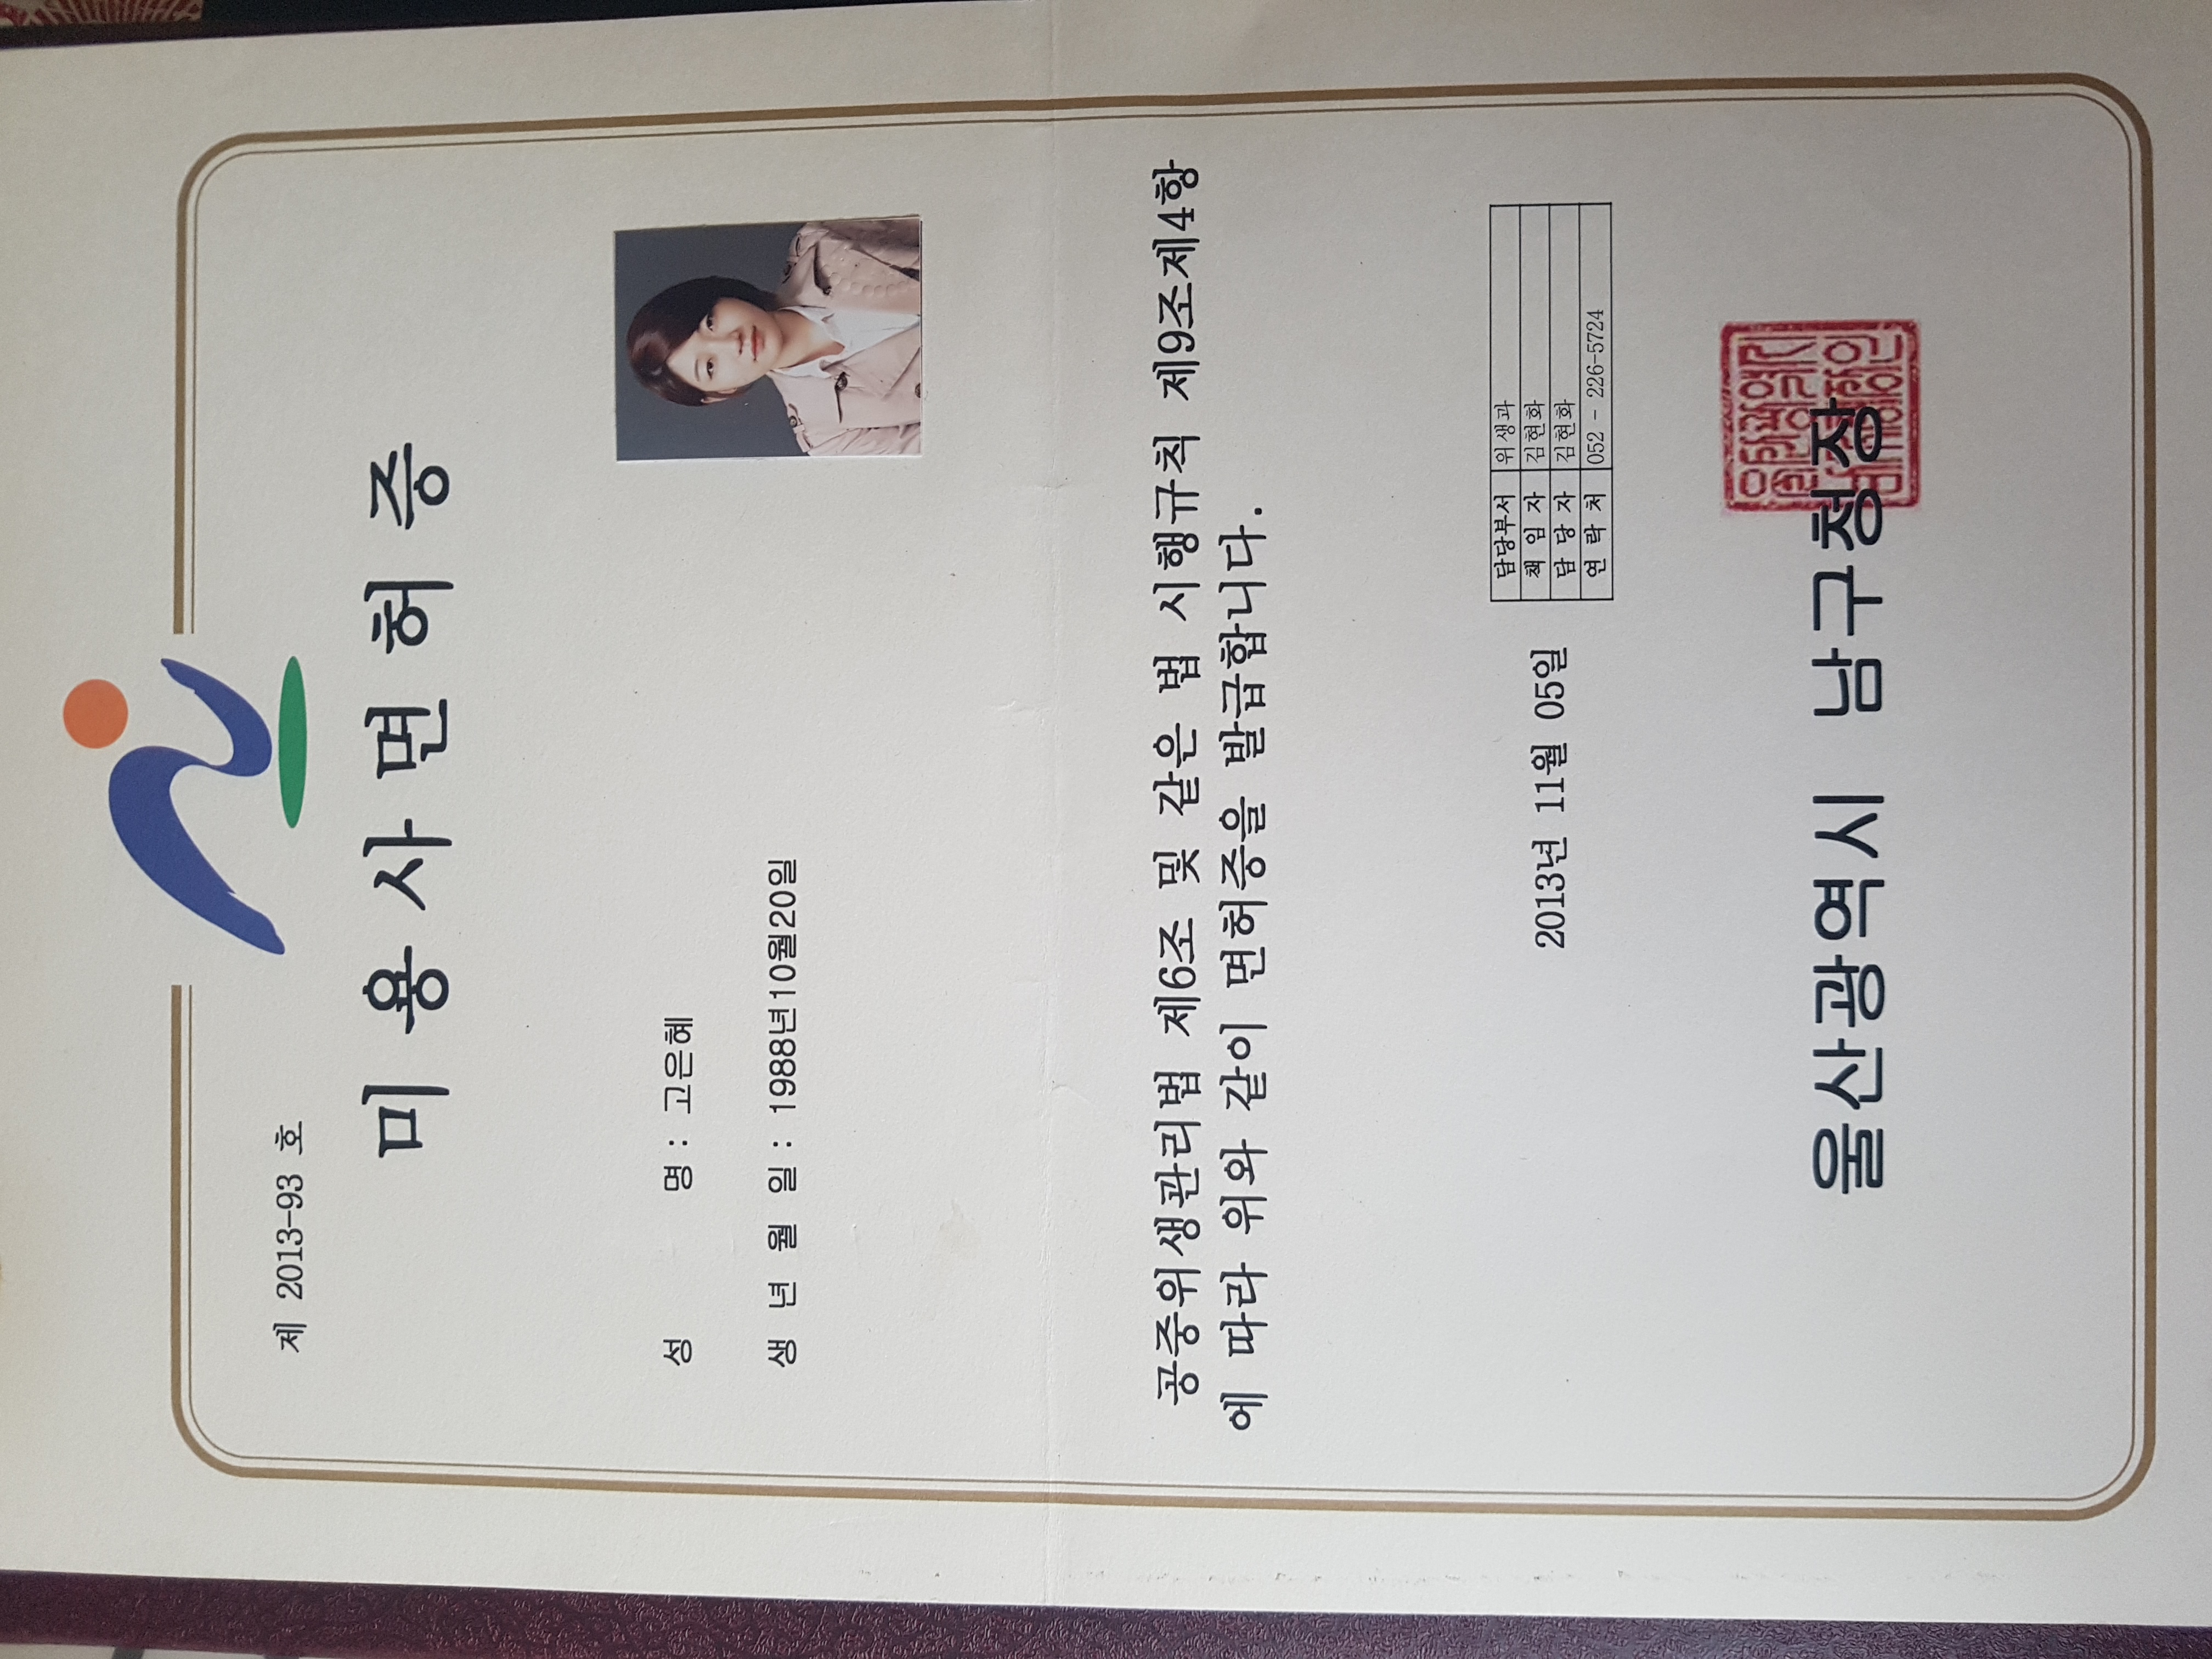 제 2013-93 호
미 용 사 면 허 증
성 명 : 고은혜
생 년 월 일 : 1988년10월20일
공중위생관리법 제6조 및 같은 법 시행규칙 제9조제4항
에 따라 위와 같이 면허증을 발급합니다.
2013년 11월 05일
담당부서 위생과
책 임 자 김현화
담 당 자 김현화
연 락 처 052 - 226-5724
울산광역시 남구청장